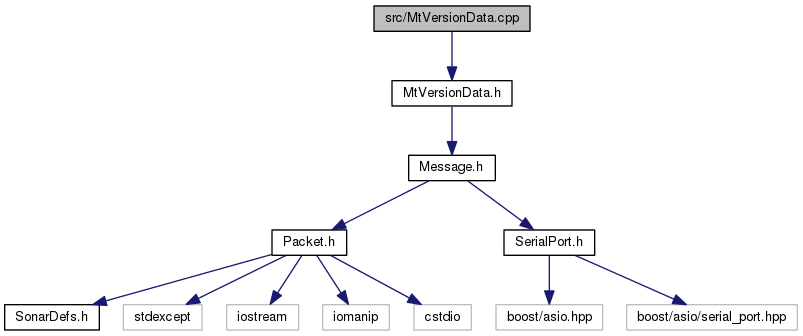 src/MtVersionData.cpp
MtVersionData.h
Message.h
Packet.h
SerialPort.h
SonarDefs.h
stdexcept
iostream
iomanip
cstdio
boost/asio.hpp
boost/asio/serial_port.hpp